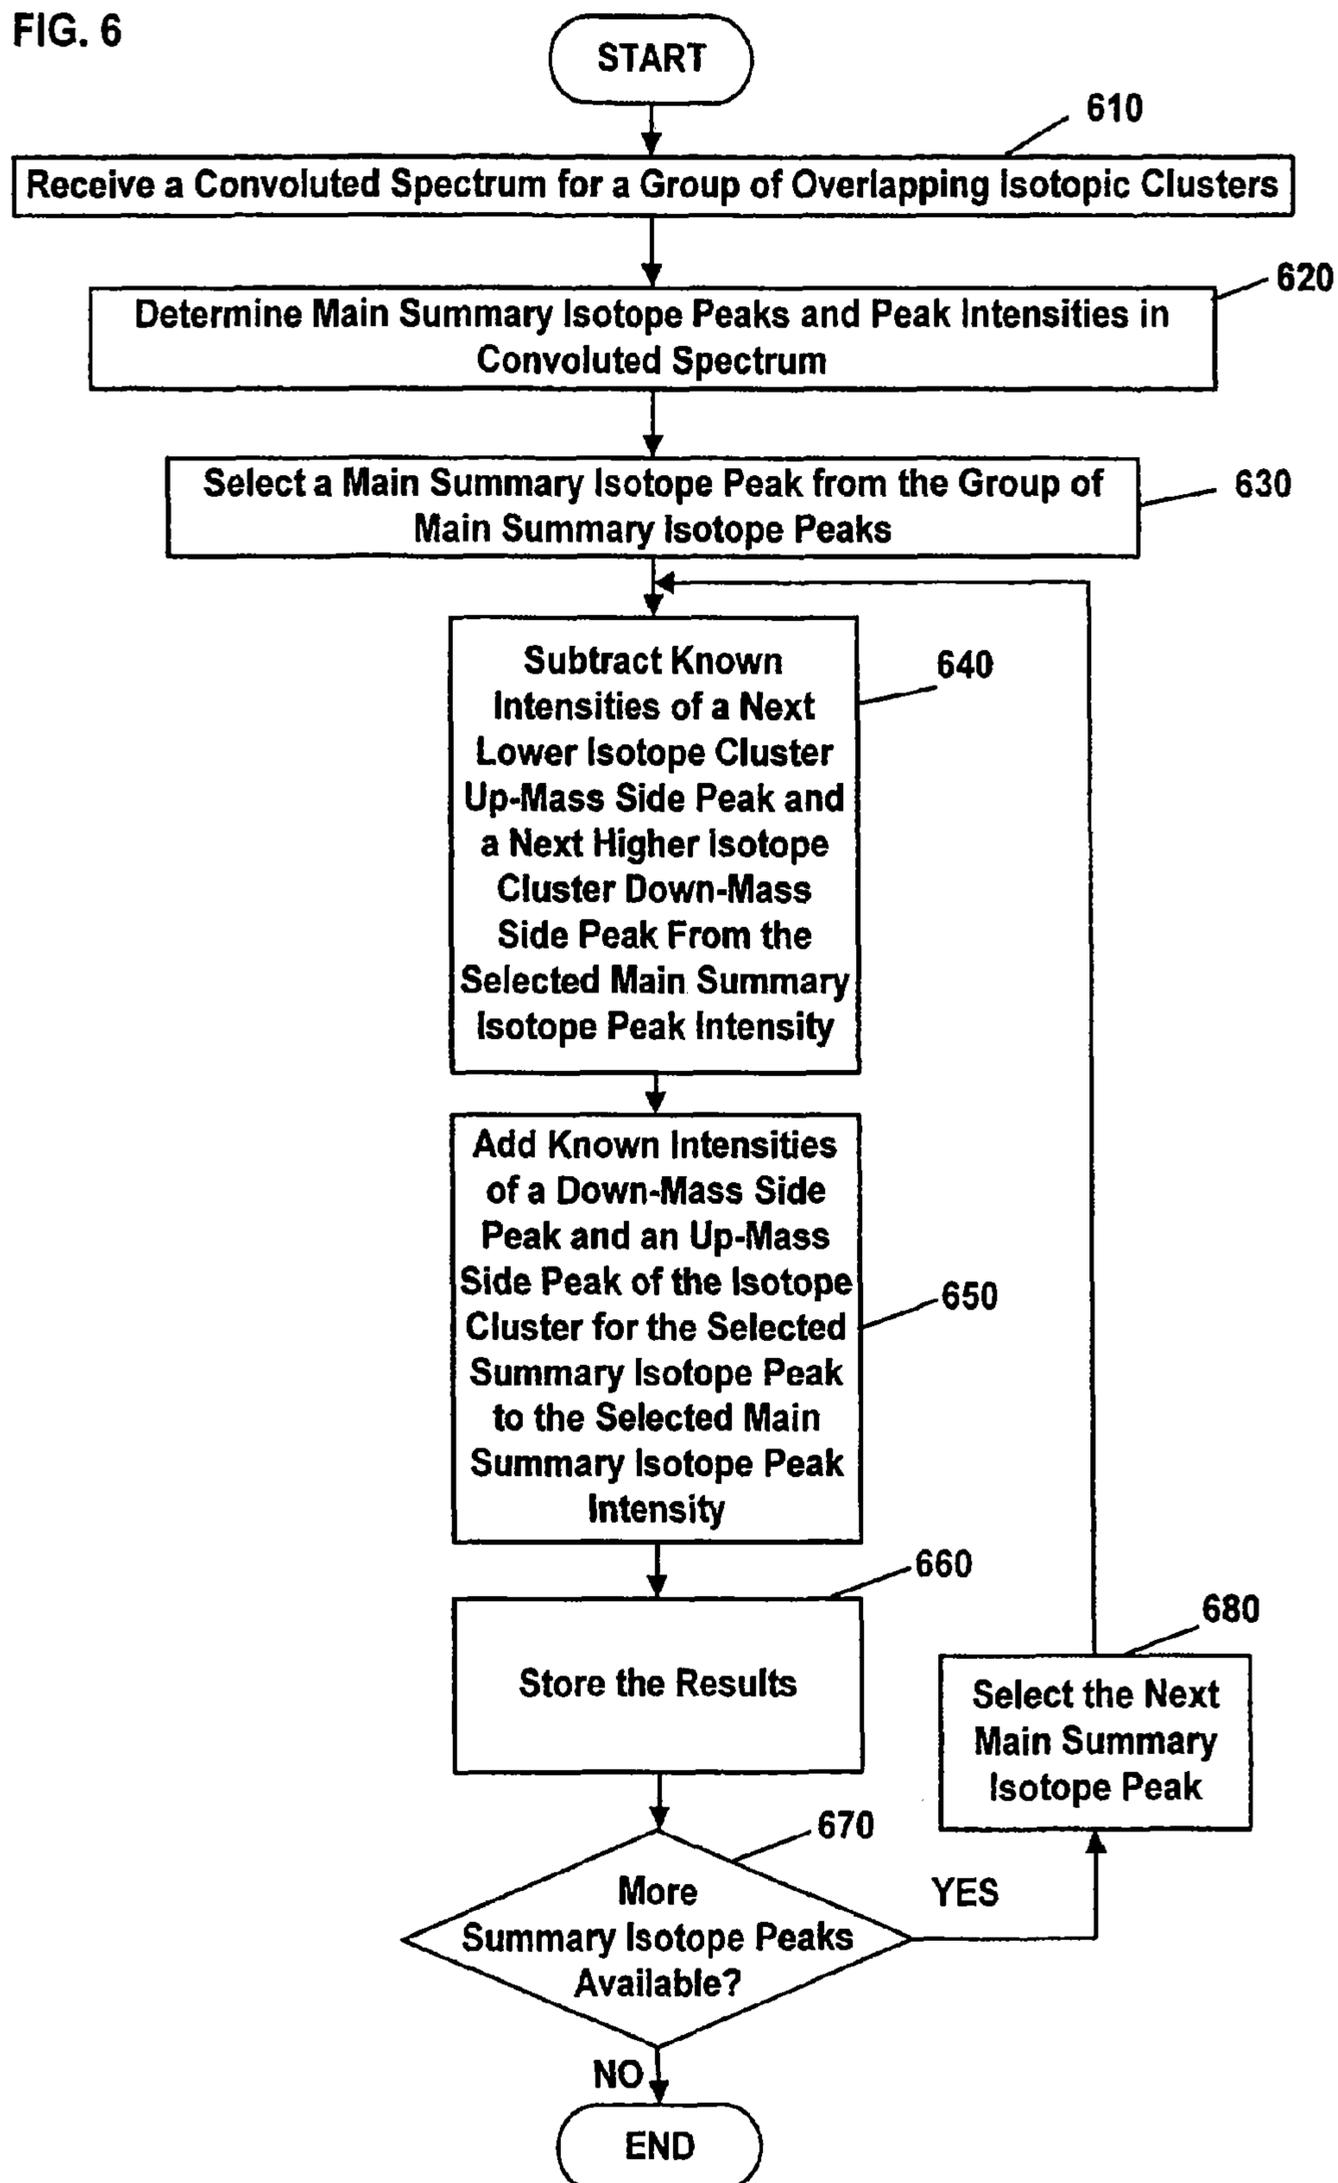 FIG. 6
START
610
Receive a Convoluted Spectrum for a Group of Overlapping Isotopic Clusters
620
Determine Main Summary Isotope Peaks and Peak Intensities in
Convoluted Spectrum
630
Select a Main Summary Isotope Peak from the Group of
Main Summary Isotope Peaks
640
Subtract Known
Intensities of a Next
Lower Isotope Cluster
Up-Mass Side Peak and
a Next Higher Isotope
Cluster Down-Mass
Side Peak From the
Selected Main Summary
Isotope Peak Intensity
650
Add Known Intensities
of a Down-Mass Side
Peak and an Up-Mass
Side Peak of the Isotope
Cluster for the Selected
Summary Isotope Peak
to the Selected Main
Summary Isotope Peak
Intensity
660
Store the Results
680
Select the Next
Main Summary
Isotope Peak
670
More
Summary Isotope Peaks
Available?
YES
NO
END